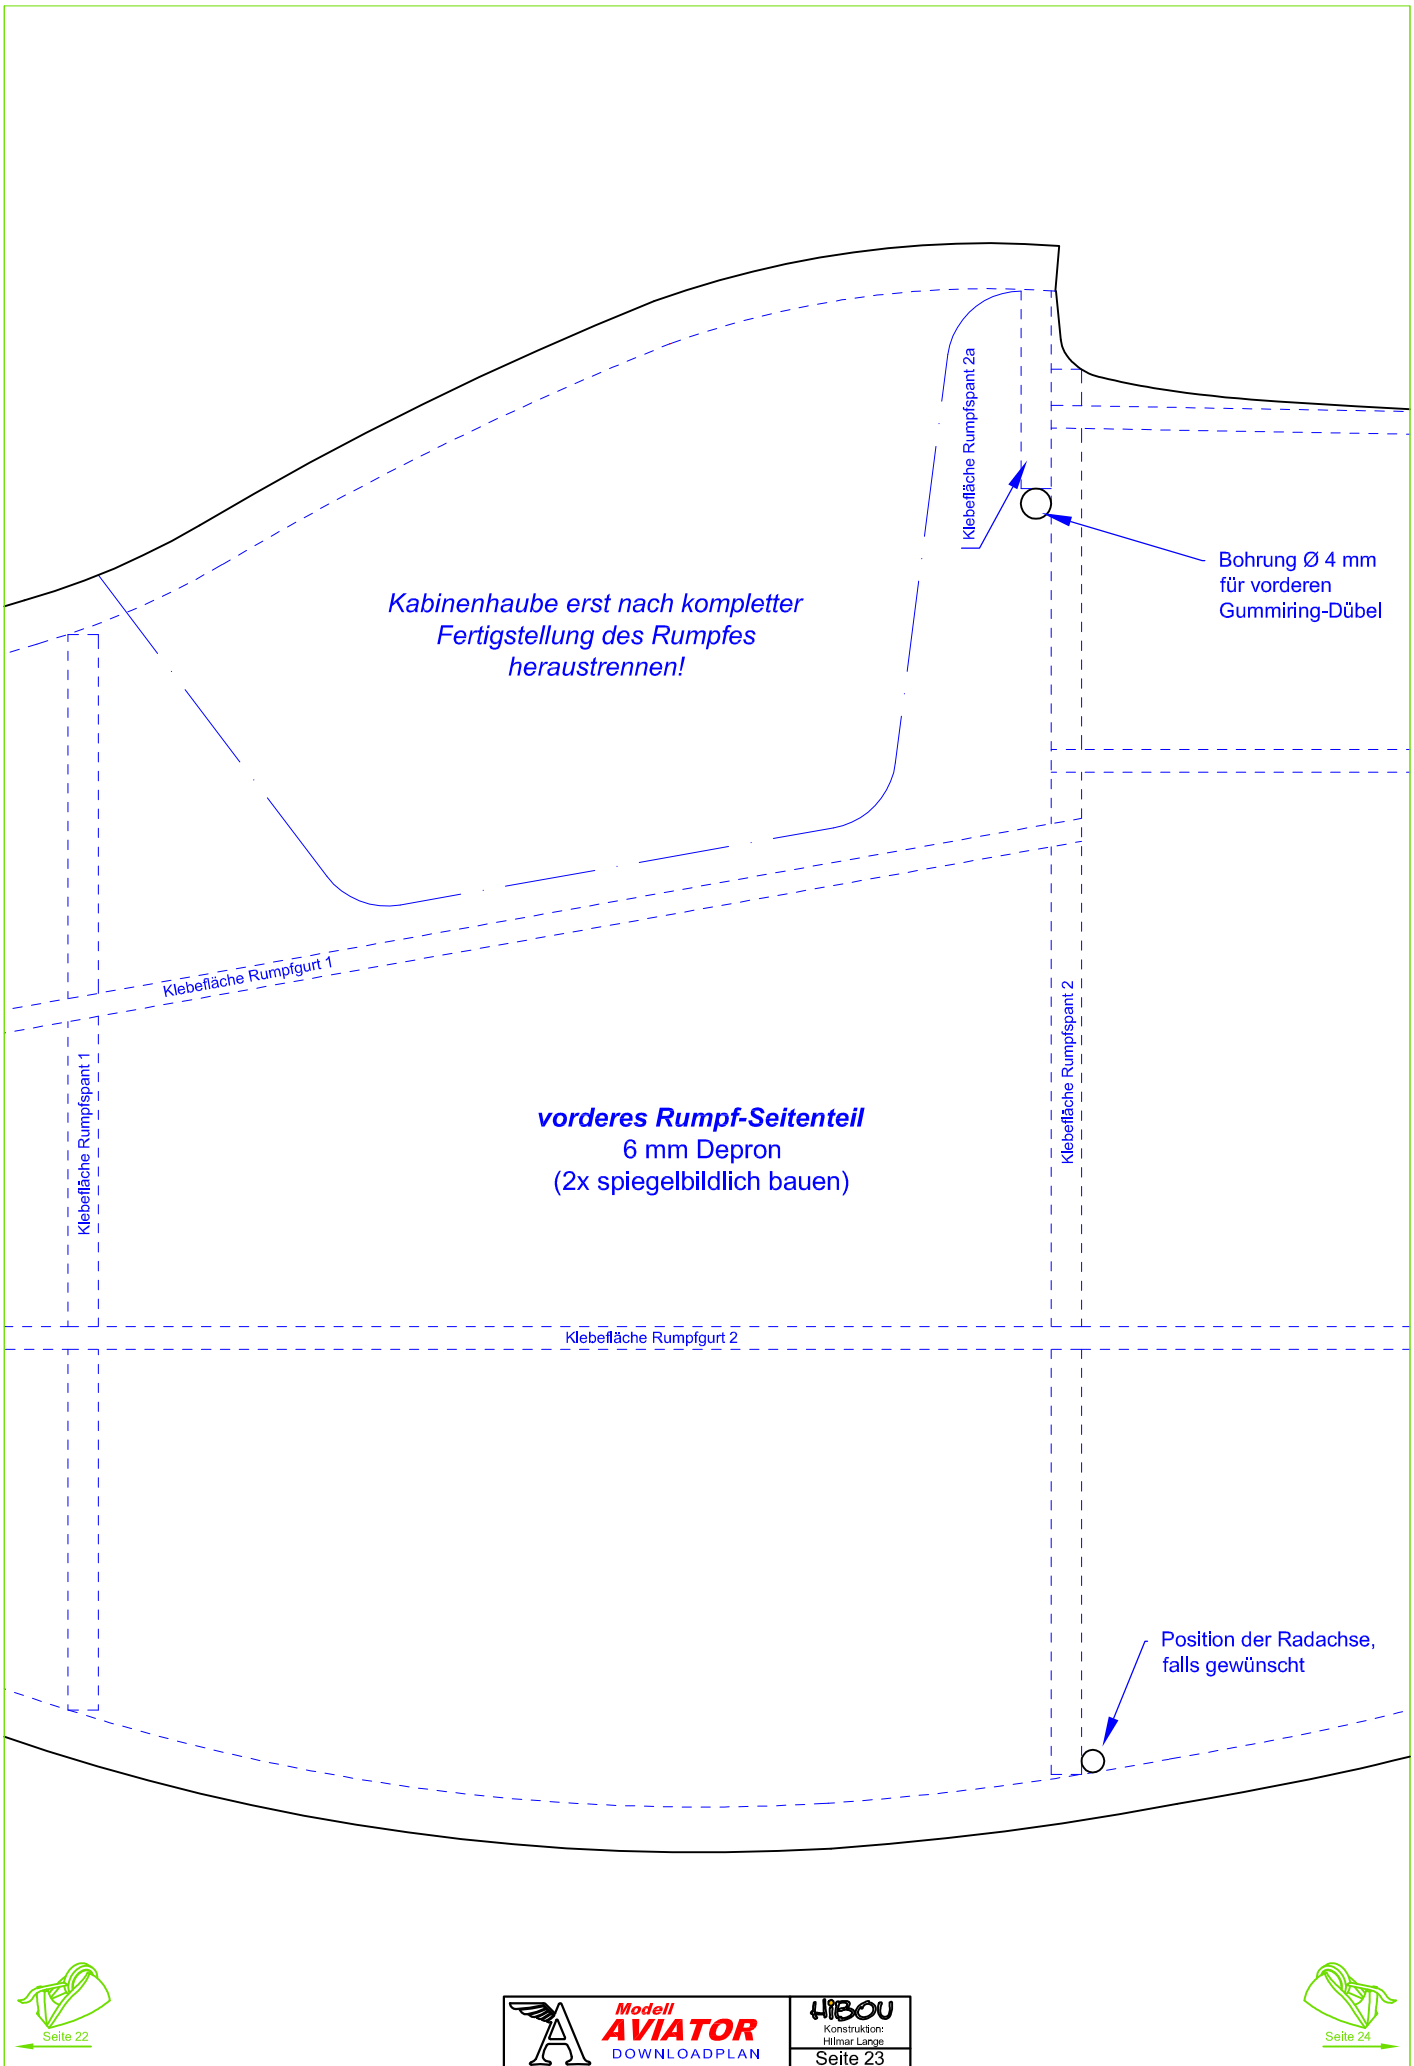 Klebefläche Rumpfspant 2a
Bohrung Ø 4 mm
für vorderen
Gummiring-Dübel
Kabinenhaube erst nach kompletter
Fertigstellung des Rumpfes
heraustrennen!
Klebefläche Rumpfgurt 1
Klebefläche Rumpfspant 1
Klebefläche Rumpfspant 2
vorderes Rumpf-Seitenteil
6 mm Depron
(2x spiegelbildlich bauen)
Klebefläche Rumpfgurt 2
Position der Radachse,
falls gewünscht
Seite 22
Modell
AVIATOR
DOWNLOADPLAN
HiBOU
Konstruktion:
Hilmar Lange
Seite 23
Seite 24